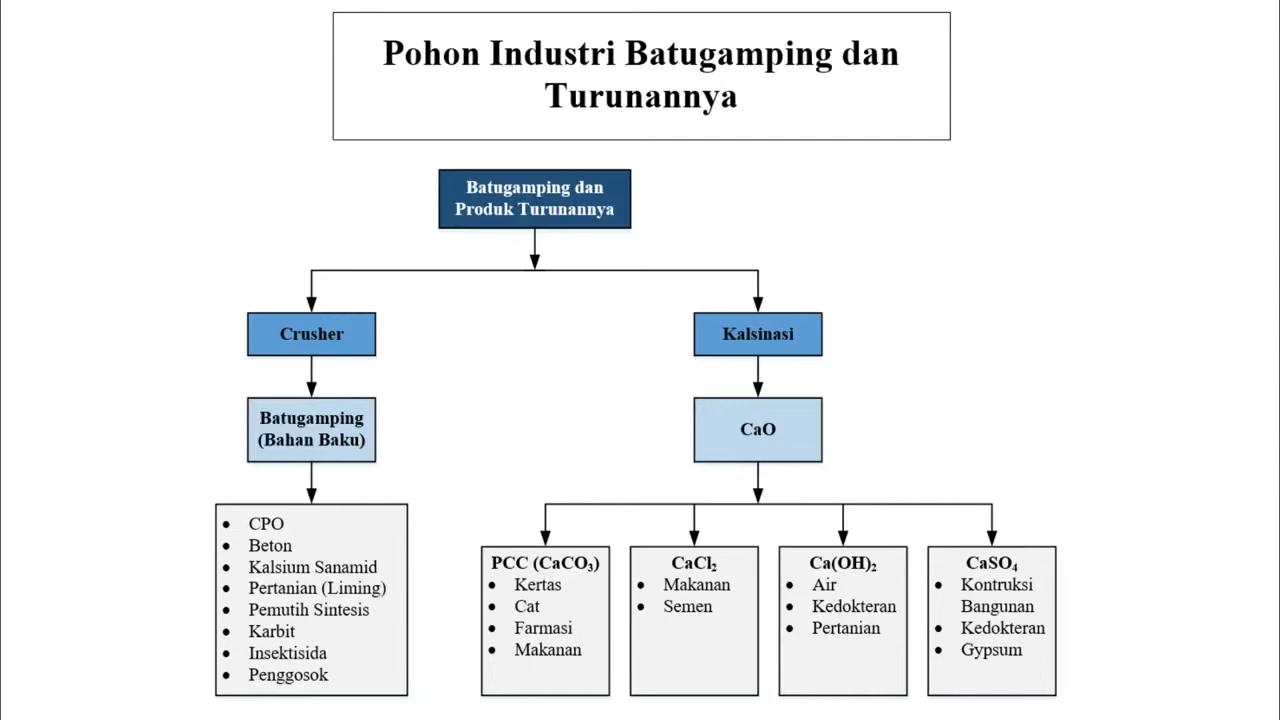 Pohon Industri Batugamping dan
Turunannya
Batugamping dan
Produk Turunannya
Crusher
Kalsinasi
Batugamping
(Bahan Baku)
CaO
• CPO
• Beton
• Kalsium Sanamid
• Pertanian (Liming)
• Pemutih Sintesis
• Karbit
• Insektisida
• Penggosok
PCC (CaCO₃)
• Kertas
• Cat
• Farmasi
• Makanan
CaCl₂
• Makanan
• Semen
Ca(OH)₂
• Air
• Kedokteran
• Pertanian
CaSO₄
• Kontruksi
Bangunan
• Kedokteran
• Gypsum